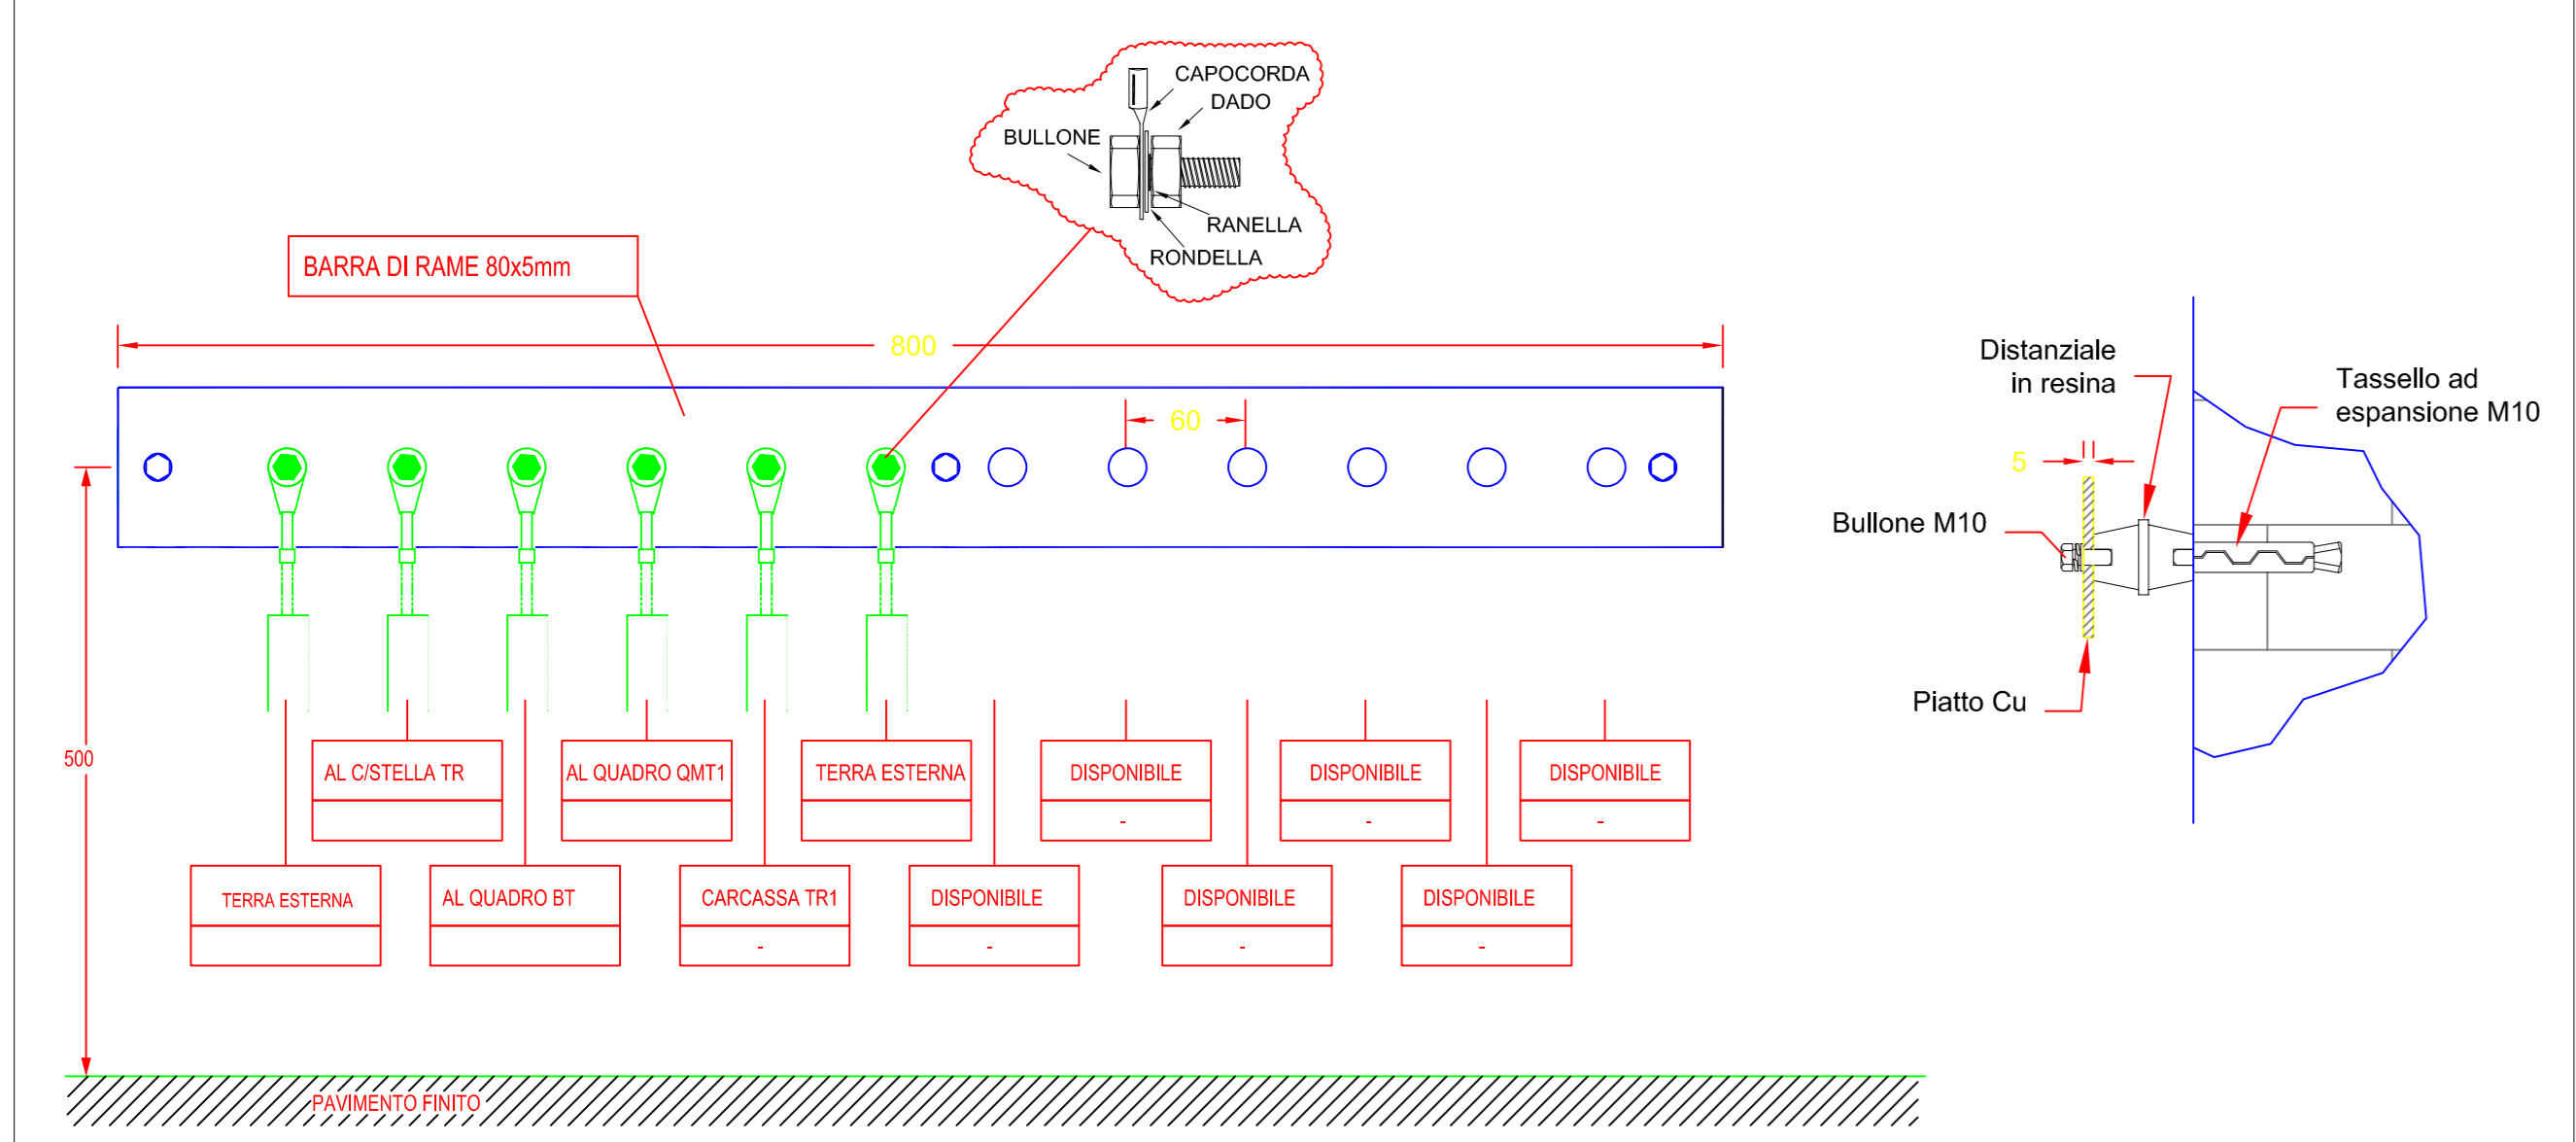 CAPOCORDA
DADO
BULLONE
RANELLA
RONDELLA
BARRA DI RAME 80x5mm
800
60
500
Distanziale
in resina
Tassello ad
espansione M10
5
Bullone M10
Piatto Cu
AL C/STELLA TR
AL QUADRO QMT1
TERRA ESTERNA
DISPONIBILE
-
DISPONIBILE
-
DISPONIBILE
-
TERRA ESTERNA
AL QUADRO BT
CARCASSA TR1
-
DISPONIBILE
-
DISPONIBILE
-
DISPONIBILE
-
PAVIMENTO FINITO